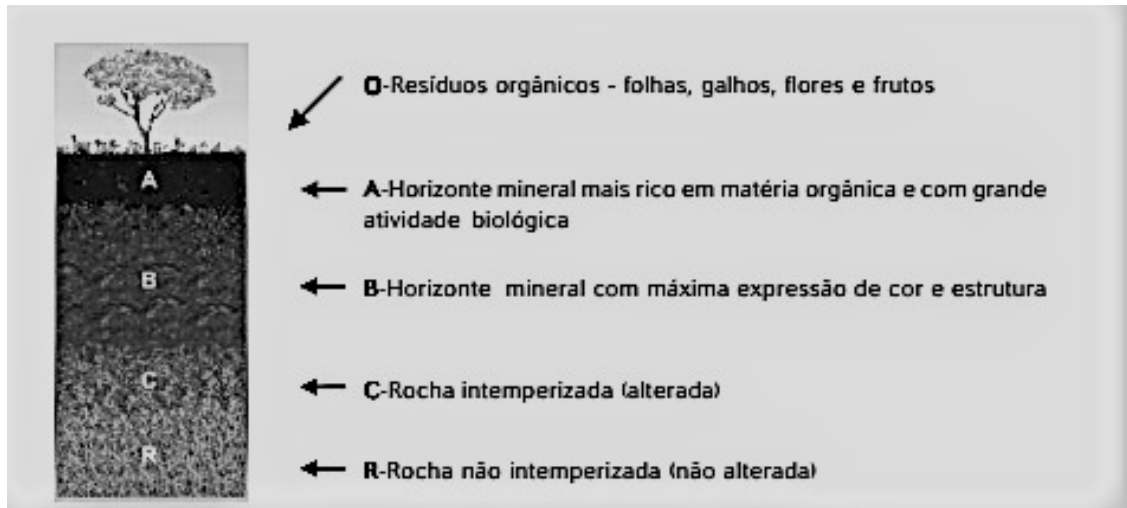 O-Resíduos orgânicos - folhas, galhos, flores e frutos
A
A-Horizonte mineral mais rico em matéria orgânica e com grande
atividade biológica
B
B-Horizonte mineral com máxima expressão de cor e estrutura
C
C-Rocha intemperizada (alterada)
R
R-Rocha não intemperizada (não alterada)